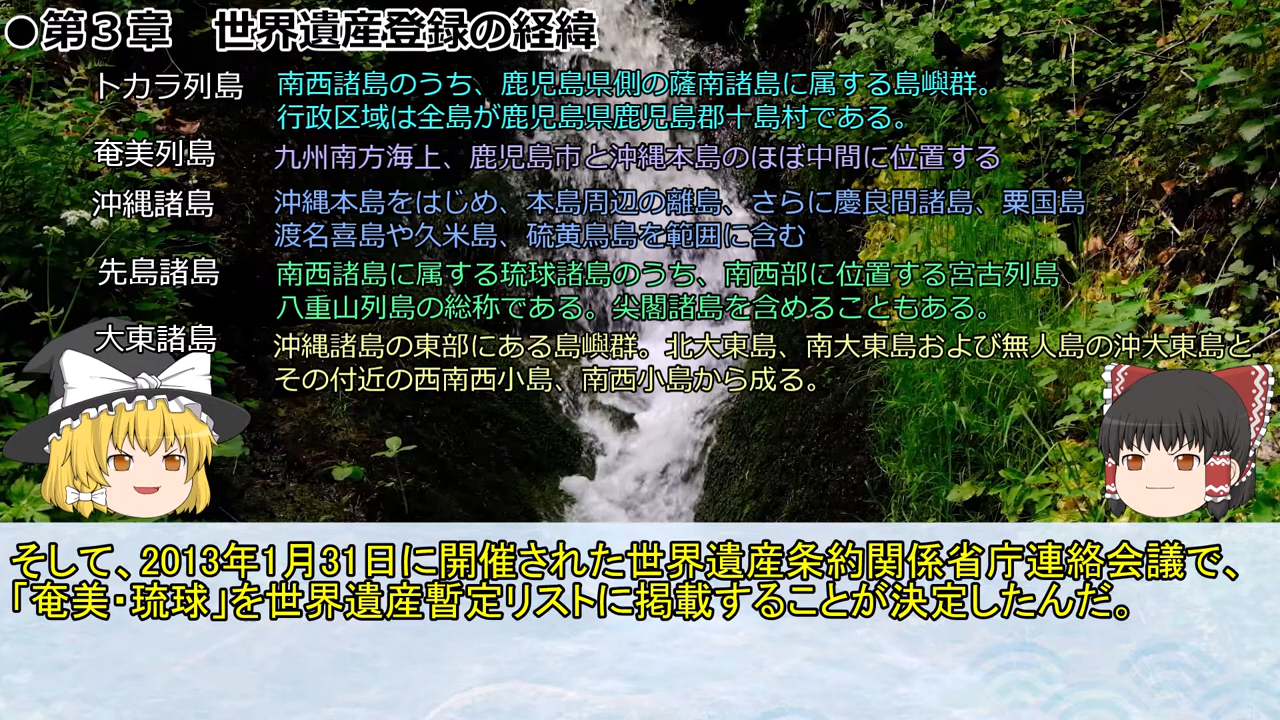 ○第３章　世界遺産登録の経緯
トカラ列島
南西諸島のうち、鹿児島県側の薩南諸島に属する島嶼群。
行政区域は全島が鹿児島県鹿児島郡十島村である。
奄美列島
九州南方海上、鹿児島市と沖縄本島のほぼ中間に位置する
沖縄諸島
沖縄本島をはじめ、本島周辺の離島、さらに慶良間諸島、粟国島
渡名喜島や久米島、硫黄鳥島を範囲に含む
先島諸島
南西諸島に属する琉球諸島のうち、南西部に位置する宮古列島
八重山列島の総称である。尖閣諸島を含めることもある。
大東諸島
沖縄諸島の東部にある島嶼群。北大東島、南大東島および無人島の沖大東島と
その付近の西南西小島、南西小島から成る。
そして、2013年1月31日に開催された世界遺産条約関係省庁連絡会議で、
「奄美・琉球」を世界遺産暫定リストに掲載することが決定したんだ。